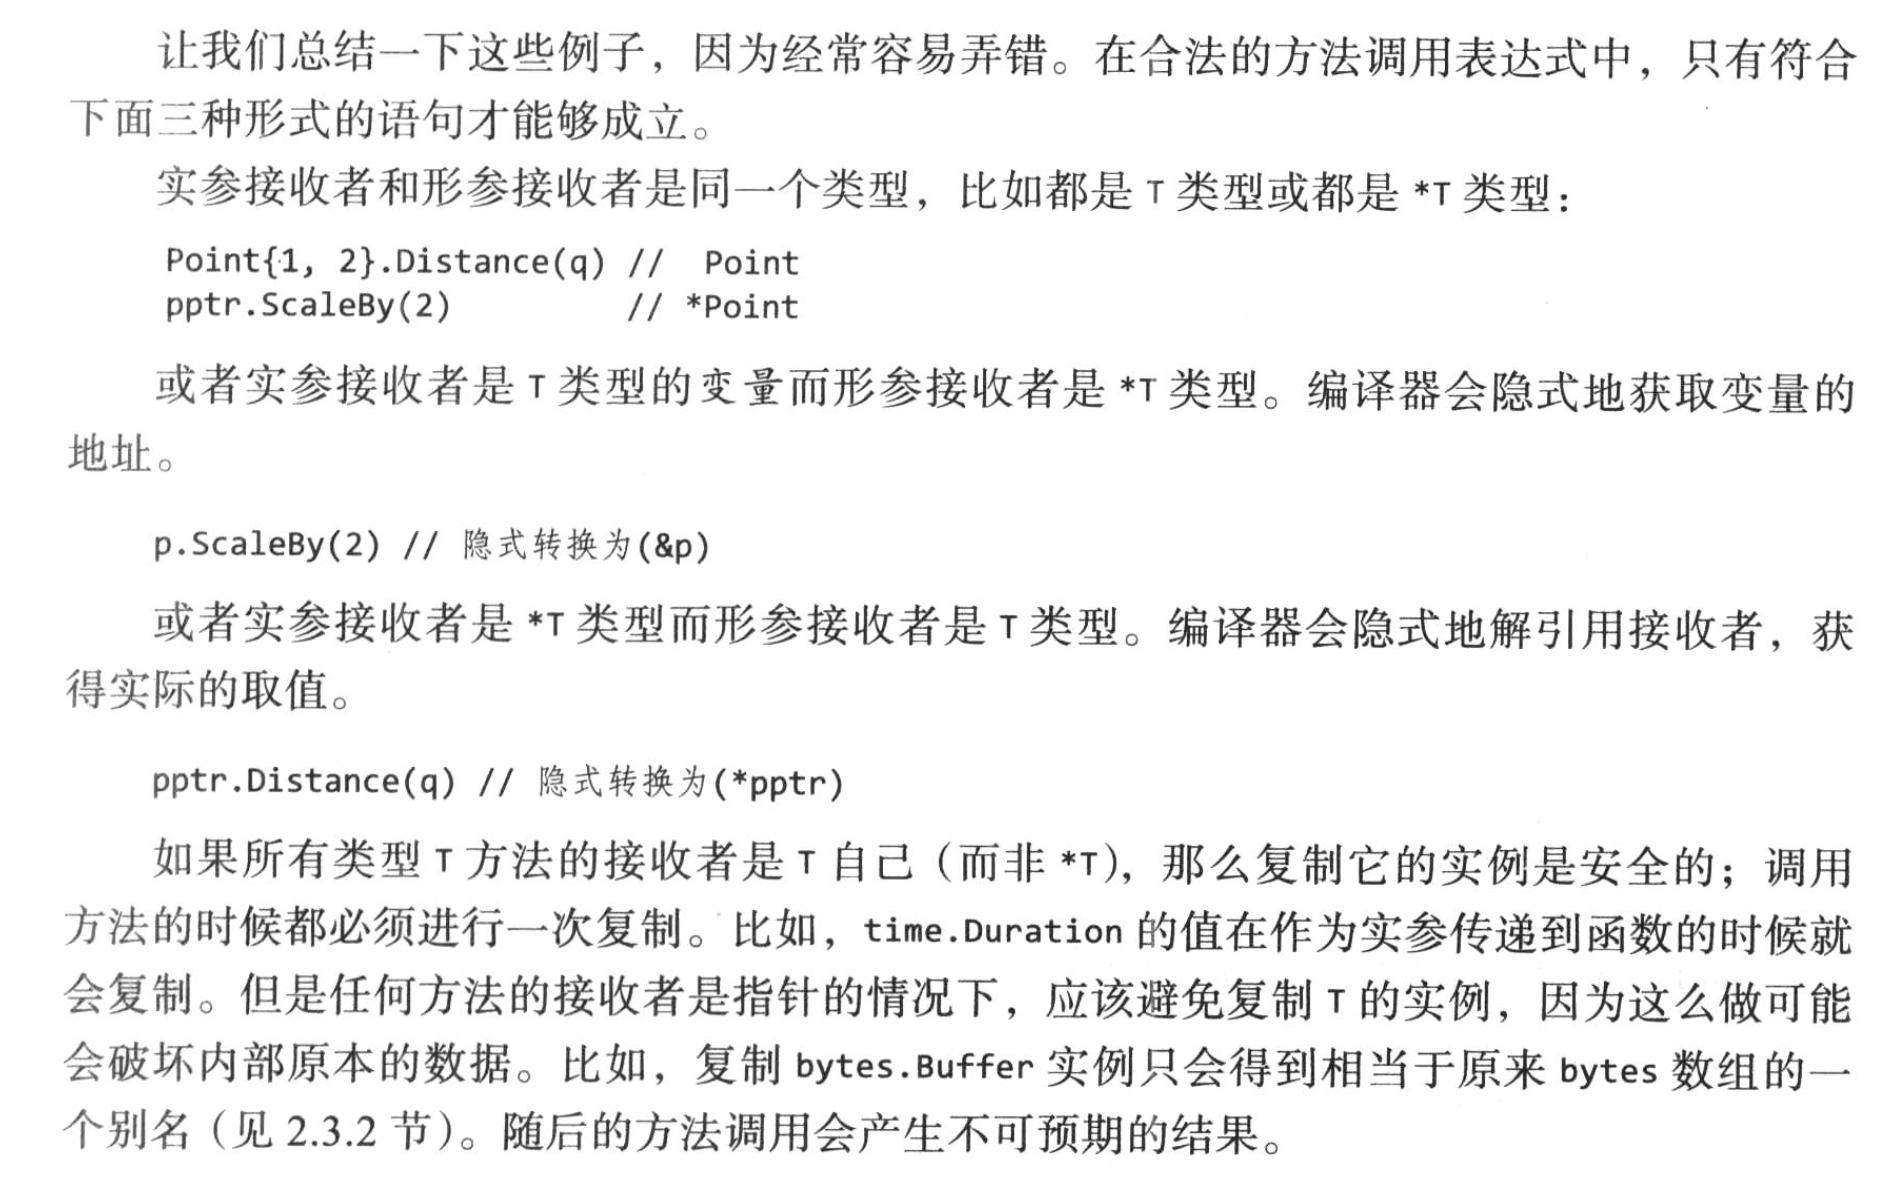 让我们总结一下这些例子，因为经常容易弄错。在合法的方法调用表达式中，只有符合
下面三种形式的语句才能够成立。
实参接收者和形参接收者是同一个类型，比如都是 T 类型或都是 *T 类型：
Point{1, 2}.Distance(q) //  Point
pptr.ScaleBy(2)         // *Point
或者实参接收者是 T 类型的变量而形参接收者是 *T 类型。编译器会隐式地获取变量的
地址。
p.ScaleBy(2) // 隐式转换为(&p)
或者实参接收者是 *T 类型而形参接收者是 T 类型。编译器会隐式地解引用接收者，获
得实际的取值。
pptr.Distance(q) // 隐式转换为(*pptr)
如果所有类型 T 方法的接收者是 T 自己（而非 *T），那么复制它的实例是安全的；调用
方法的时候都必须进行一次复制。比如，time.Duration 的值在作为实参传递到函数的时候就
会复制。但是任何方法的接收者是指针的情况下，应该避免复制 T 的实例，因为这么做可能
会破坏内部原本的数据。比如，复制 bytes.Buffer 实例只会得到相当于原来 bytes 数组的一
个别名（见 2.3.2 节）。随后的方法调用会产生不可预期的结果。